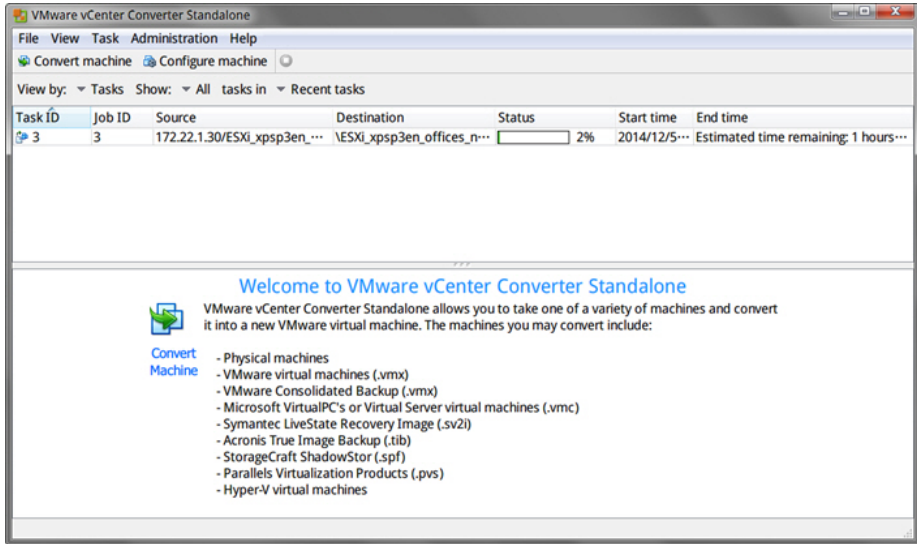 VMware vCenter Converter Standalone
File View Task Administration Help
Convert machine Configure machine
View by: Tasks Show: All tasks in Recent tasks
Task ID Job ID Source Destination Status Start time End time
3 3 172.22.1.30/ESXi_xpsp3en_··· \ESXi_xpsp3en_offices_n··· 2% 2014/12/5··· Estimated time remaining: 1 hours···
Welcome to VMware vCenter Converter Standalone
VMware vCenter Converter Standalone allows you to take one of a variety of machines and convert
it into a new VMware virtual machine. The machines you may convert include:
Convert
Machine
- Physical machines
- VMware virtual machines (.vmx)
- VMware Consolidated Backup (.vmx)
- Microsoft VirtualPC's or Virtual Server virtual machines (.vmc)
- Symantec LiveState Recovery Image (.sv2i)
- Acronis True Image Backup (.tib)
- StorageCraft ShadowStor (.spf)
- Parallels Virtualization Products (.pvs)
- Hyper-V virtual machines